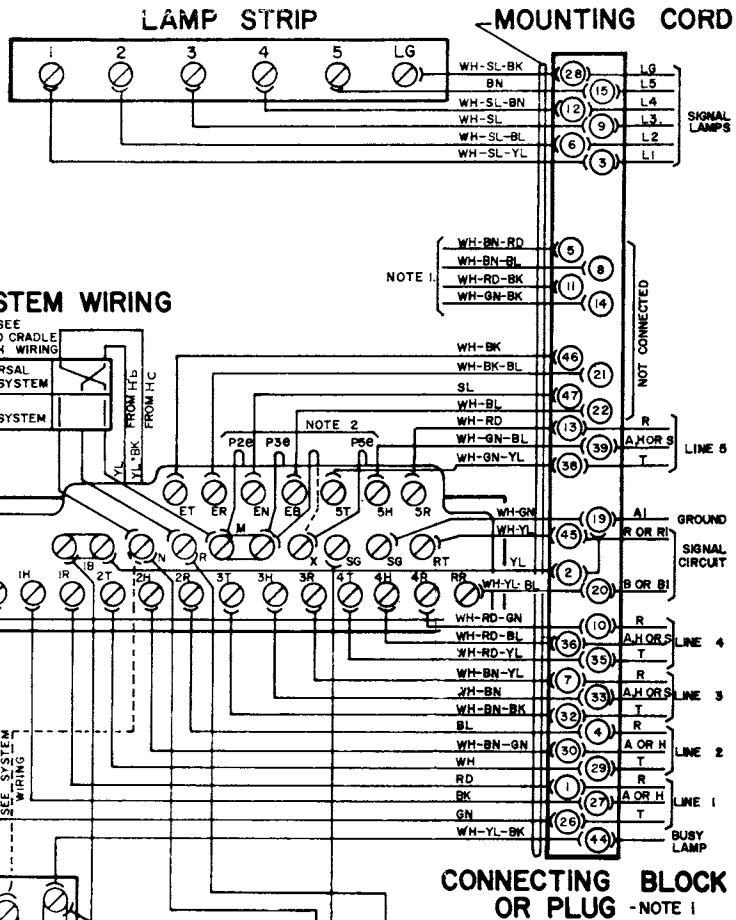 LAMP STRIP
MOUNTING CORD
1 2 3 4 5 LG
WH-SL-BK 28 LG
BN 15 L5
WH-SL-BN 12 L4
WH-SL 9 L3
WH-SL-BL 6 L2
WH-SL-YL 3 L1
SIGNAL
LAMPS
NOTE 1
WH-BN-RD 5
WH-BN-BL 8
WH-RD-BK 11
WH-GN-BK 14
NOT CONNECTED
STEM WIRING
SEE
CRADLE
WIRING
RSAL
SYSTEM
SYSTEM
FROM HB
FROM HC
YL
YL*BK
WH-BK 46
WH-BK-BL 21
SL 47
WH-BL 22
WH-RD 13 R
WH-GN-BL 39 A,H OR S
WH-GN-YL 38 T
LINE 5
NOTE 2
P2e P3e P5e
ET ER EN EB 5T 5H 5R
WH-GN 19 A1 GROUND
WH-YL 45 R OR R1
YL 2
WH-YL-BL 20 B OR B1
SIGNAL
CIRCUIT
1B N R M X SG SG RT
1H 1R 2T 2H 2R 3T 3H 3R 4T 4H 4R RR
WH-RD-GN 10 R
WH-RD-BL 36 A,H OR S LINE 4
WH-RD-YL 35 T
WH-BN-YL 7 R
WH-BN 33 A,H OR S LINE 3
WH-BN-BK 32 T
BL 4 R
WH-BN-GN 30 A OR H LINE 2
WH 29 T
RD 1 R
BK 27 A OR H LINE 1
GN 26 T
WH-YL-BK 44 BUSY
LAMP
SEE SYSTEM
WIRING
CONNECTING BLOCK
OR PLUG - NOTE 1